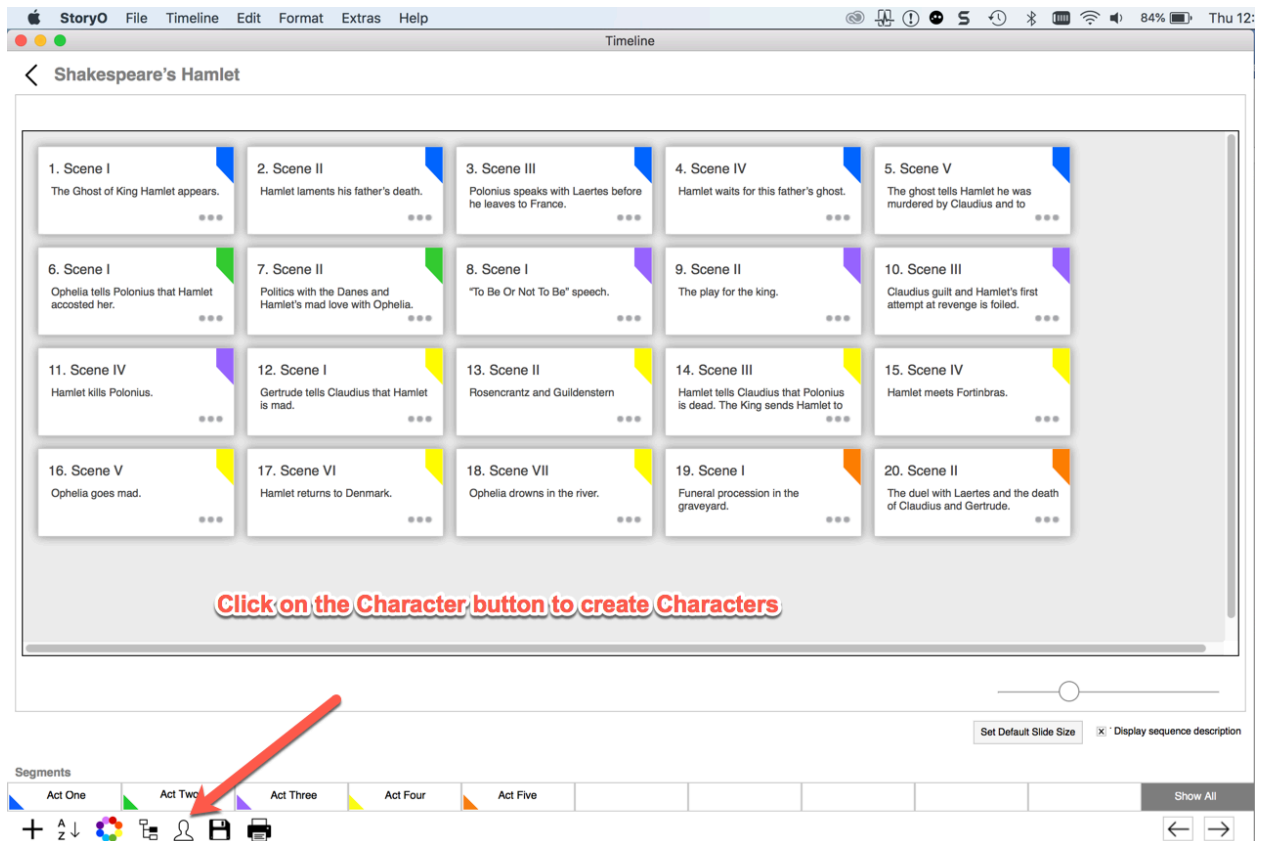 StoryO File Timeline Edit Format Extras Help 84% Thu 12:
Timeline
Shakespeare's Hamlet
1. Scene I
The Ghost of King Hamlet appears.
2. Scene II
Hamlet laments his father's death.
3. Scene III
Polonius speaks with Laertes before
he leaves to France.
4. Scene IV
Hamlet waits for this father's ghost.
5. Scene V
The ghost tells Hamlet he was
murdered by Claudius and to
6. Scene I
Ophelia tells Polonius that Hamlet
accosted her.
7. Scene II
Politics with the Danes and
Hamlet's mad love with Ophelia.
8. Scene I
"To Be Or Not To Be" speech.
9. Scene II
The play for the king.
10. Scene III
Claudius guilt and Hamlet's first
attempt at revenge is foiled.
11. Scene IV
Hamlet kills Polonius.
12. Scene I
Gertrude tells Claudius that Hamlet
is mad.
13. Scene II
Rosencrantz and Guildenstern
14. Scene III
Hamlet tells Claudius that Polonius
is dead. The King sends Hamlet to
15. Scene IV
Hamlet meets Fortinbras.
16. Scene V
Ophelia goes mad.
17. Scene VI
Hamlet returns to Denmark.
18. Scene VII
Ophelia drowns in the river.
19. Scene I
Funeral procession in the
graveyard.
20. Scene II
The duel with Laertes and the death
of Claudius and Gertrude.
Click on the Character button to create Characters
Set Default Slide Size
Display sequence description
Segments
Act One Act Two Act Three Act Four Act Five Show All